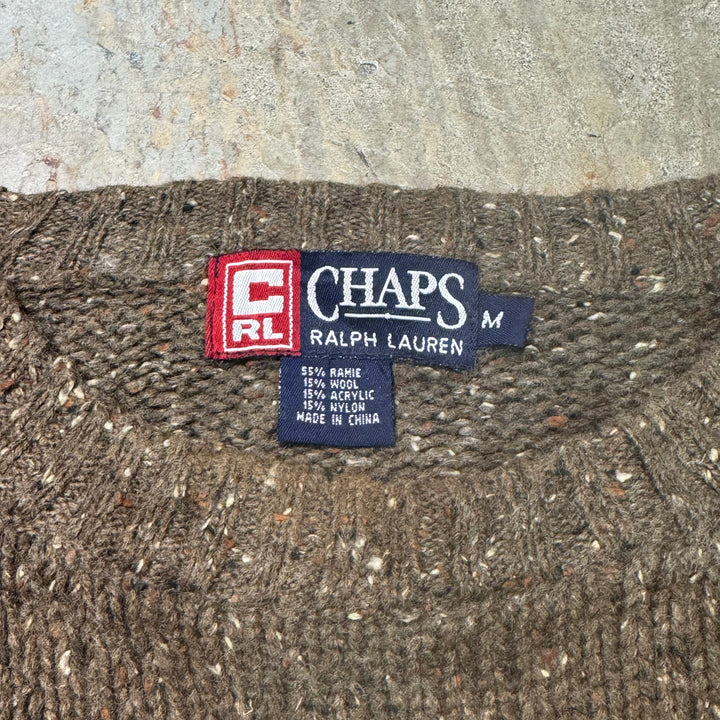 C
RL
CHAPS
RALPH LAUREN
M
55% RAMIE
15% WOOL
15% ACRYLIC
15% NYLON
MADE IN CHINA